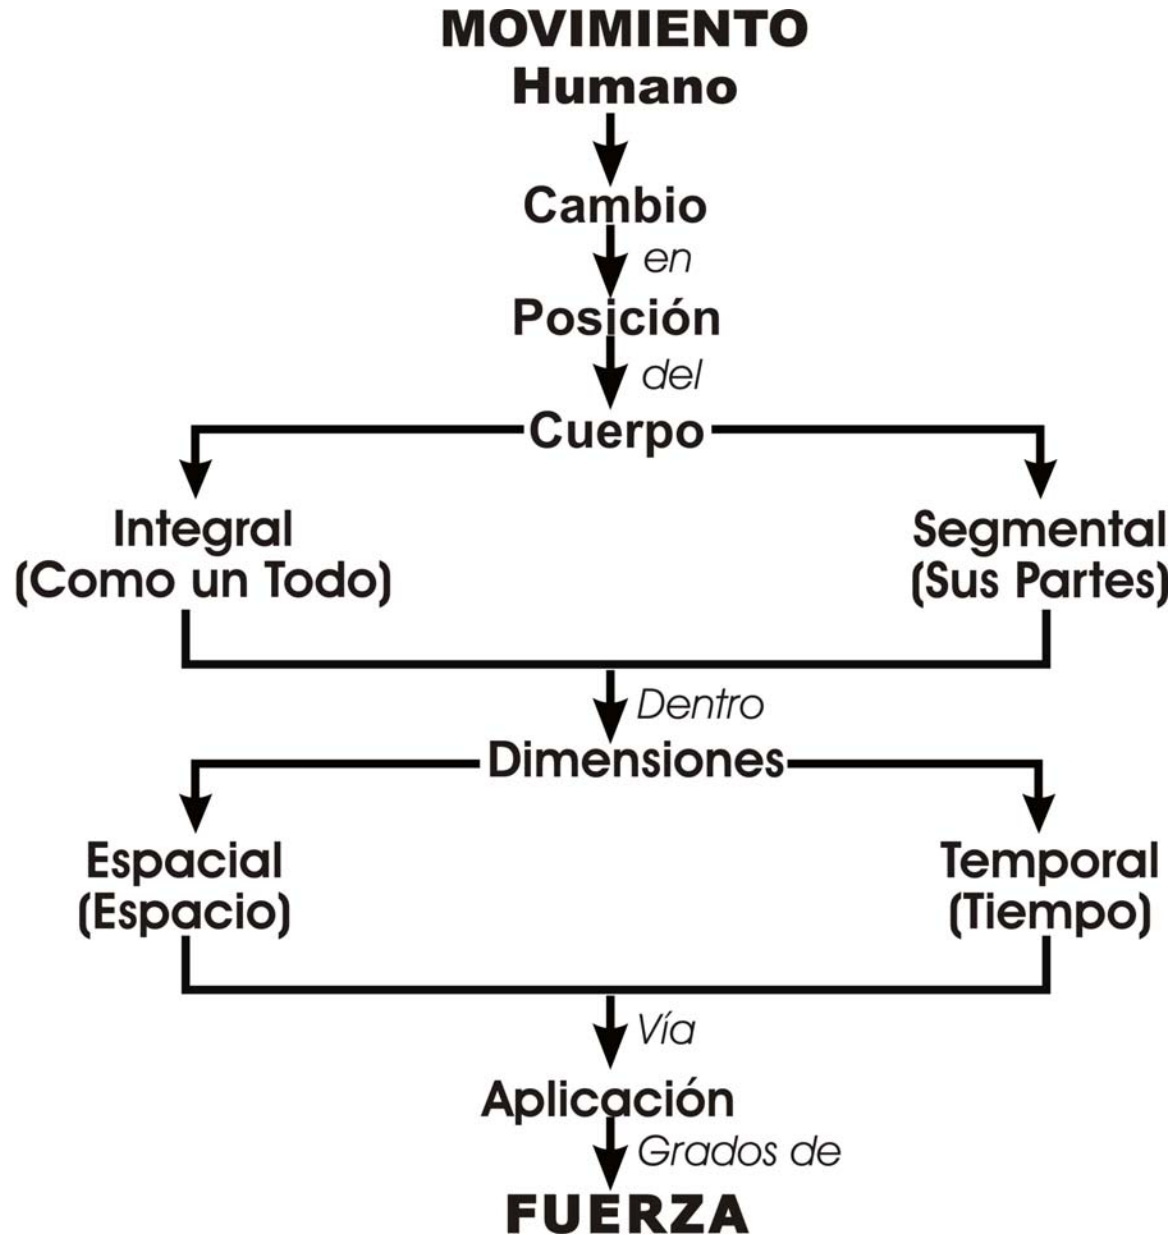 MOVIMIENTO
Humano
Cambio
en
Posición
del
Cuerpo
Integral
(Como un Todo)
Segmental
(Sus Partes)
Dentro
Dimensiones
Espacial
(Espacio)
Temporal
(Tiempo)
Vía
Aplicación
Grados de
FUERZA